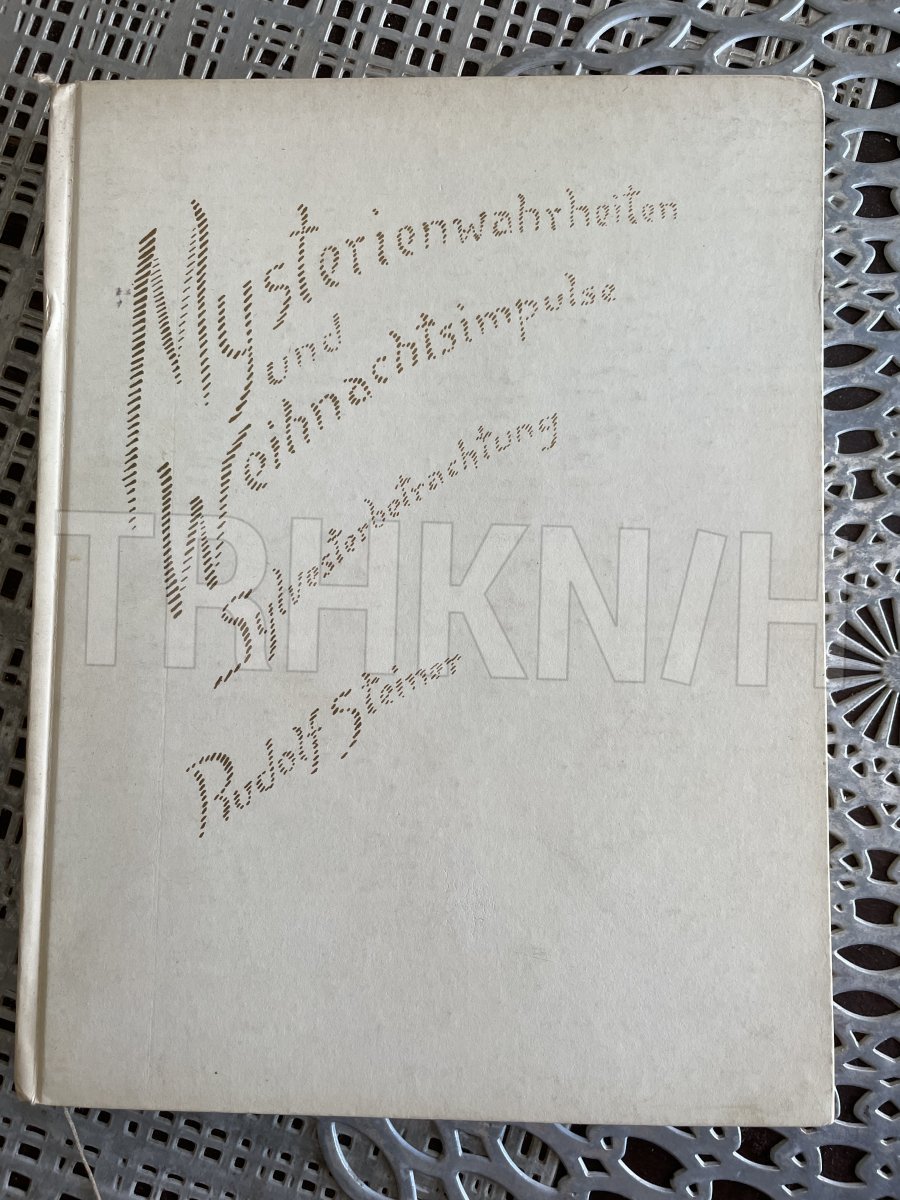 Mysterienwahrheiten
und
Weihnachtsimpulse
Sylvesterbetrachtung
Rudolf Steiner
TRHKN/H